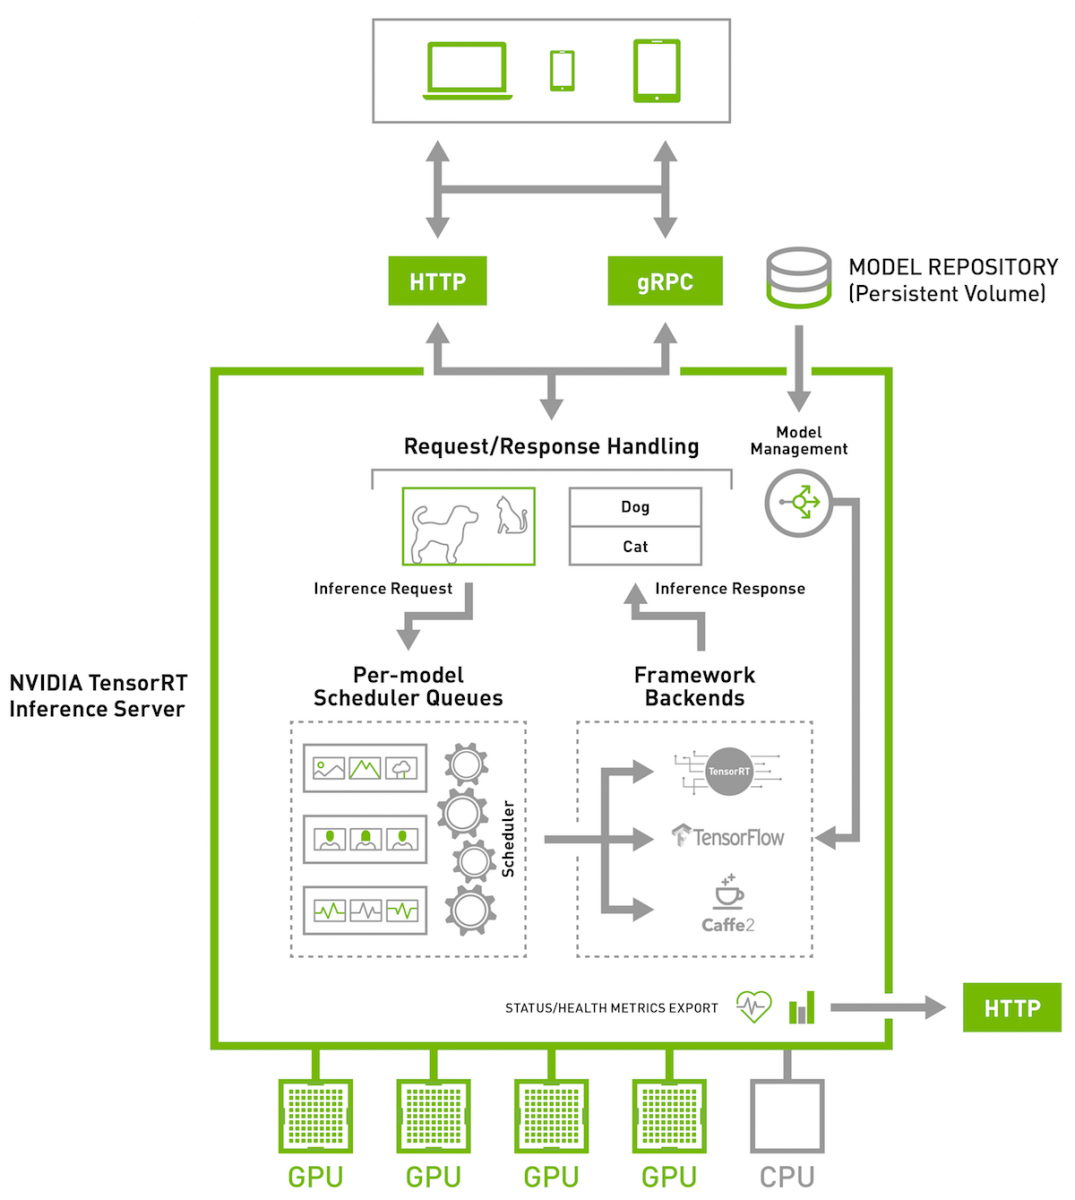 HTTP
gRPC
MODEL REPOSITORY
(Persistent Volume)
Model
Management
Request/Response Handling
Dog
Cat
Inference Request
Inference Response
NVIDIA TensorRT
Inference Server
Per-model
Scheduler Queues
Framework
Backends
Scheduler
TensorRT
TensorFlow
Caffe2
STATUS/HEALTH METRICS EXPORT
HTTP
GPU
GPU
GPU
GPU
CPU